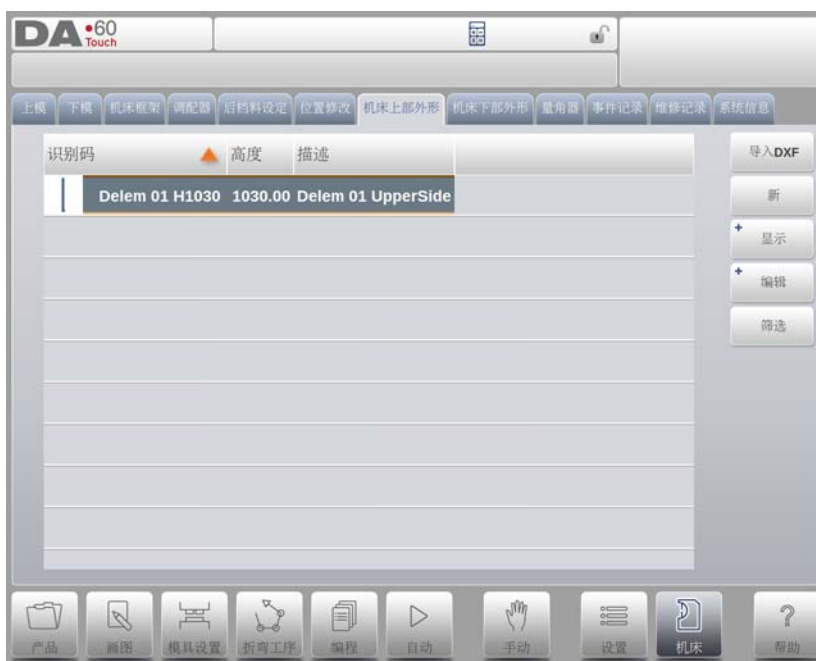 DA•60
Touch
上模 下模 机床框架 调配器 后档料设定 位置修改 机床上部外形 机床下部外形 量角器 事件记录 维修记录 系统信息
识别码 高度 描述
导入DXF
Delem 01 H1030 1030.00 Delem 01 UpperSide
新
显示
编辑
筛选
产品 画图 模具设置 折弯工序 编程 自动 手动 设置 机床 帮助